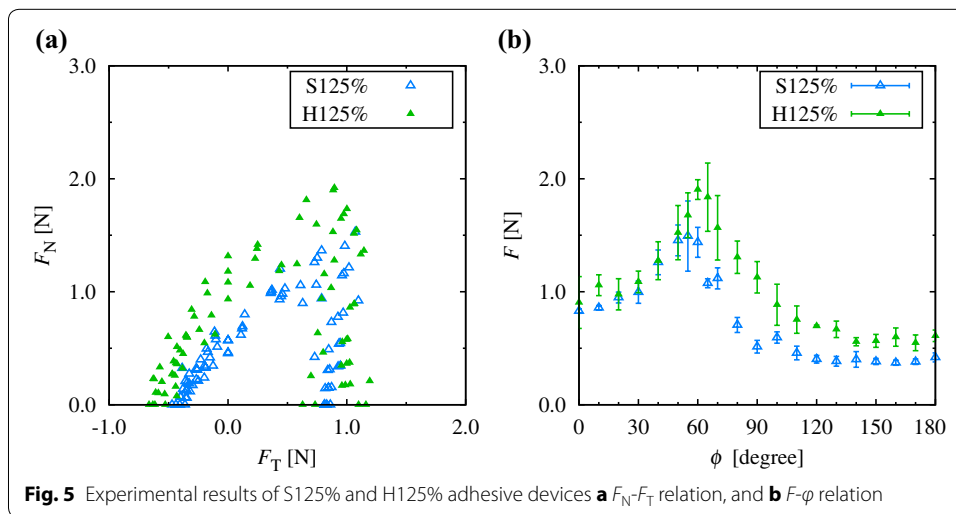 (a)
(b)
3.0
2.0
1.0
0.0
F_N [N]
S125%
H125%
-1.0 0.0 1.0 2.0
F_T [N]
3.0
2.0
1.0
0.0
F [N]
S125%
H125%
0 30 60 90 120 150 180
ϕ [degree]
Fig. 5 Experimental results of S125% and H125% adhesive devices a F_N-F_T relation, and b F-φ relation